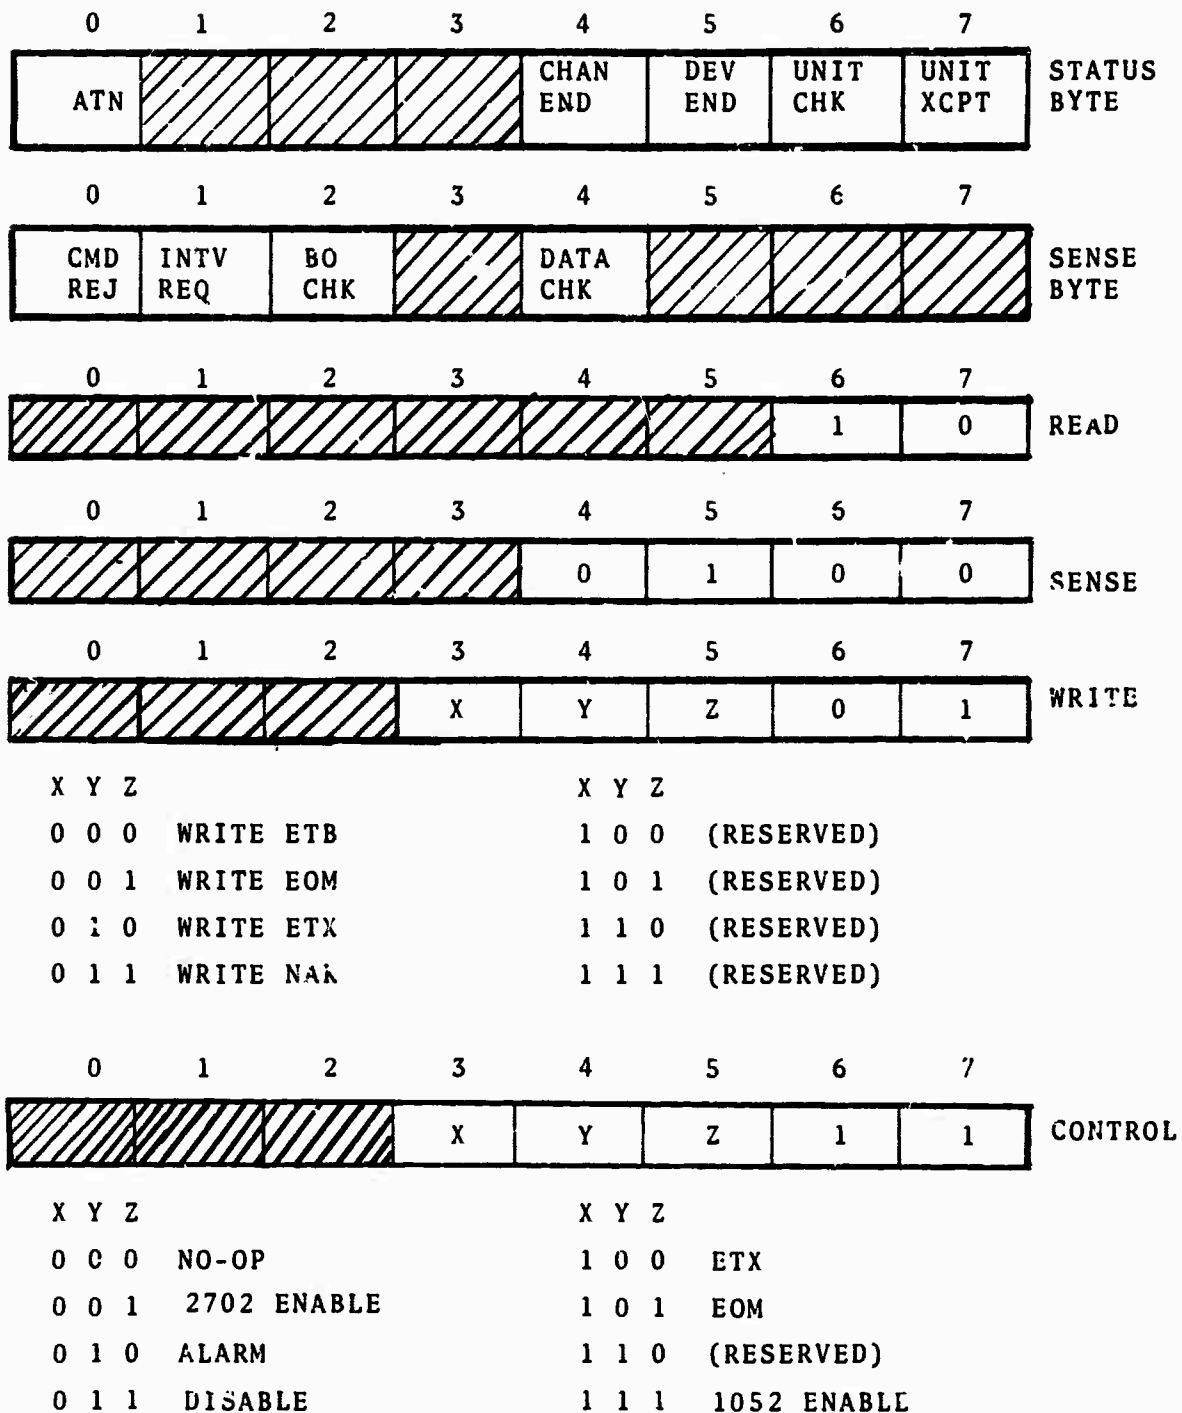 0 1 2 3 4 5 6 7
ATN CHAN END DEV END UNIT CHK UNIT XCPT STATUS BYTE
0 1 2 3 4 5 6 7
CMD REJ INTV REQ BO CHK DATA CHK SENSE BYTE
0 1 2 3 4 5 6 7
1 0 READ
0 1 2 3 4 5 6 7
0 1 0 0 SENSE
0 1 2 3 4 5 6 7
X Y Z 0 1 WRITE
X Y Z X Y Z
0 0 0 WRITE ETB 1 0 0 (RESERVED)
0 0 1 WRITE EOM 1 0 1 (RESERVED)
0 1 0 WRITE ETX 1 1 0 (RESERVED)
0 1 1 WRITE NAK 1 1 1 (RESERVED)
0 1 2 3 4 5 6 7
X Y Z 1 1 CONTROL
X Y Z X Y Z
0 0 0 NO-OP 1 0 0 ETX
0 0 1 2702 ENABLE 1 0 1 EOM
0 1 0 ALARM 1 1 0 (RESERVED)
0 1 1 DISABLE 1 1 1 1052 ENABLE